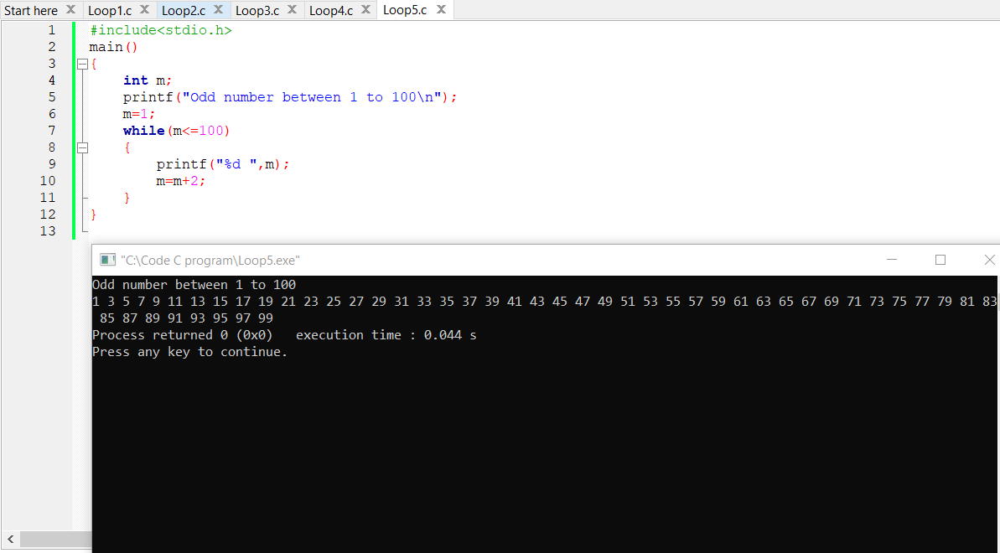 Start here X Loop1.c X Loop2.c X Loop3.c X Loop4.c X Loop5.c X
1 #include<stdio.h>
2 main()
3 {
4 int m;
5 printf("Odd number between 1 to 100\n");
6 m=1;
7 while(m<=100)
8 {
9 printf("%d ",m);
10 m=m+2;
11 }
12 }
13
"C:\Code C program\Loop5.exe"
Odd number between 1 to 100
1 3 5 7 9 11 13 15 17 19 21 23 25 27 29 31 33 35 37 39 41 43 45 47 49 51 53 55 57 59 61 63 65 67 69 71 73 75 77 79 81 83
85 87 89 91 93 95 97 99
Process returned 0 (0x0)   execution time : 0.044 s
Press any key to continue.